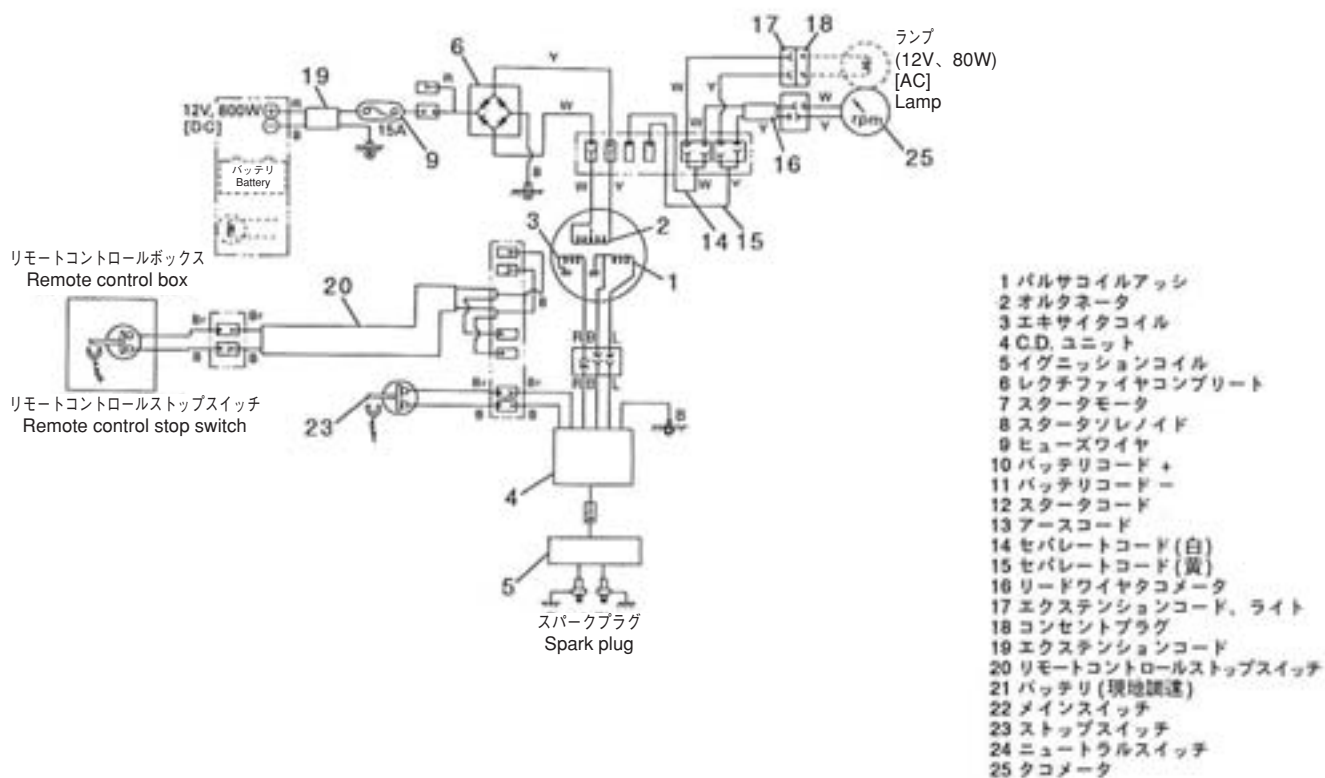 17
18
ランプ
(12V、80W)
[AC]
Lamp
6
Y
19
R
W
W
Y
12V, 800W
[DC]
R
B
15A
9
W
Y
W
Y
rpm
25
16
B
バッテリ
Battery
W
Y
W
Y
3
2
14
15
1
リモートコントロールボックス
Remote control box
20
B
Br
Br
B
B
R B L
R B L
リモートコントロールストップスイッチ
Remote control stop switch
23
Br
Br
B
B
B
4
5
スパークプラグ
Spark plug
1 パルサコイルアッシ
2 オルタネータ
3 エキサイタコイル
4 C.D. ユニット
5 イグニッションコイル
6 レクチファイヤコンプリート
7 スタータモータ
8 スタータソレノイド
9 ヒューズワイヤ
10 バッテリコード +
11 バッテリコード −
12 スタータコード
13 アースコード
14 セパレートコード(白)
15 セパレートコード(黄)
16 リードワイヤタコメータ
17 エクステンションコード、ライト
18 コンセントプラグ
19 エクステンションコード
20 リモートコントロールストップスイッチ
21 バッテリ(現地調達)
22 メインスイッチ
23 ストップスイッチ
24 ニュートラルスイッチ
25 タコメータ